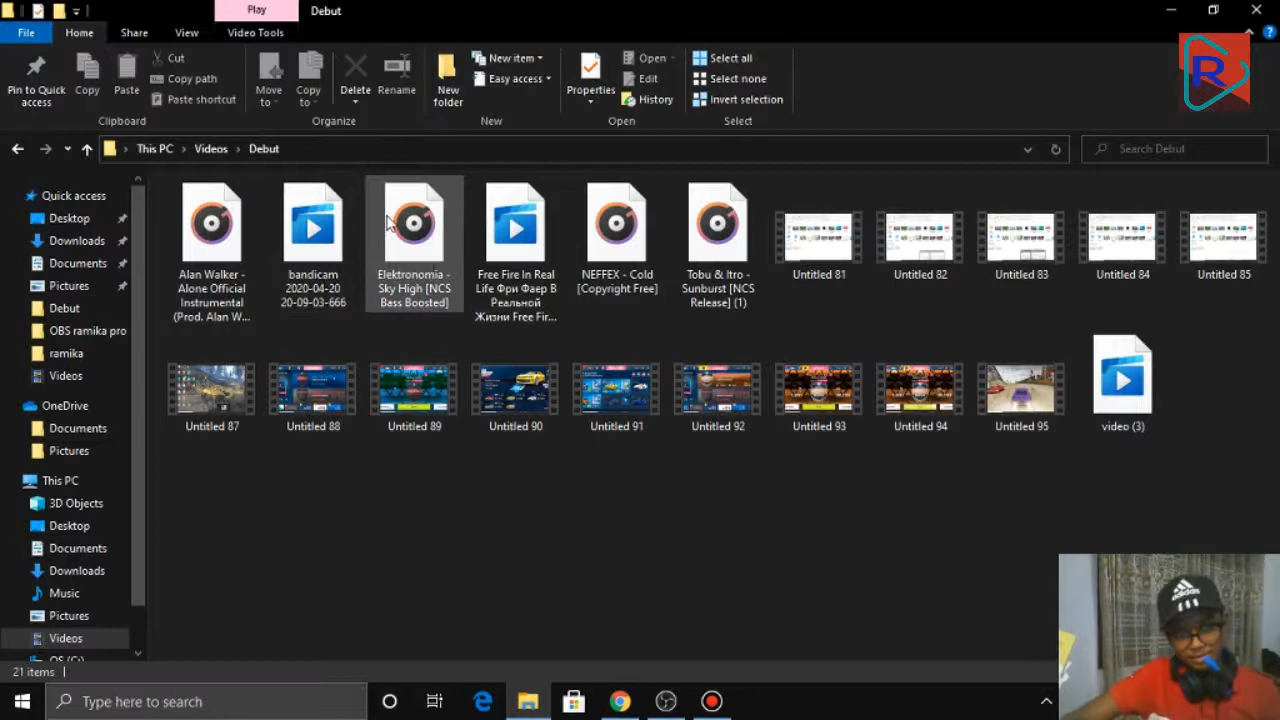 Play
Debut
File
Home
Share
View
Video Tools
Pin to Quick
access
Copy
Paste
Cut
Copy path
Paste shortcut
Clipboard
Move
to
Copy
to
Delete
Rename
Organize
New
folder
New item
Easy access
New
Properties
Open
Edit
History
Open
Select all
Select none
Invert selection
Select
R
This PC
Videos
Debut
Search Debut
Quick access
Desktop
Downloads
Documents
Pictures
Debut
OBS ramika pro
ramika
Videos
OneDrive
Documents
Pictures
This PC
3D Objects
Desktop
Documents
Downloads
Music
Pictures
Videos
OS (C:)
Alan Walker -
Alone Official
Instrumental
(Prod. Alan W...
bandicam
2020-04-20
20-09-03-666
Elektronomia -
Sky High [NCS
Bass Boosted]
Free Fire In Real
Life Фри Фаер В
Реальной
Жизни Free Fir...
NEFFEX - Cold
[Copyright Free]
Tobu & Itro -
Sunburst [NCS
Release] (1)
Untitled 81
Untitled 82
Untitled 83
Untitled 84
Untitled 85
Untitled 87
Untitled 88
Untitled 89
Untitled 90
Untitled 91
Untitled 92
Untitled 93
Untitled 94
Untitled 95
video (3)
21 items
adidas
Type here to search